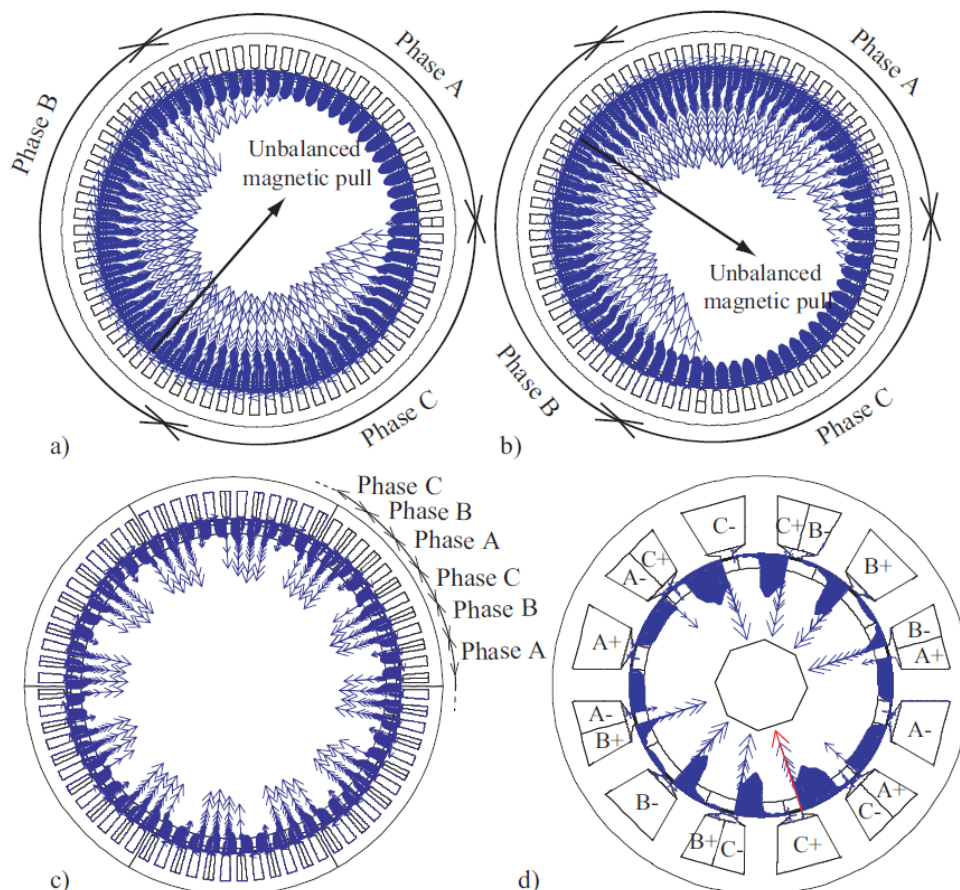 Phase A
Phase B
Unbalanced
magnetic pull
Phase C
a)
Phase A
Unbalanced
magnetic pull
Phase B
Phase C
b)
Phase C
Phase B
Phase A
Phase C
Phase B
Phase A
c)
C-
C+
B-
B+
C+
A-
A+
B-
A+
A-
B+
A-
B-
A+
C-
B+
C-
C+
d)